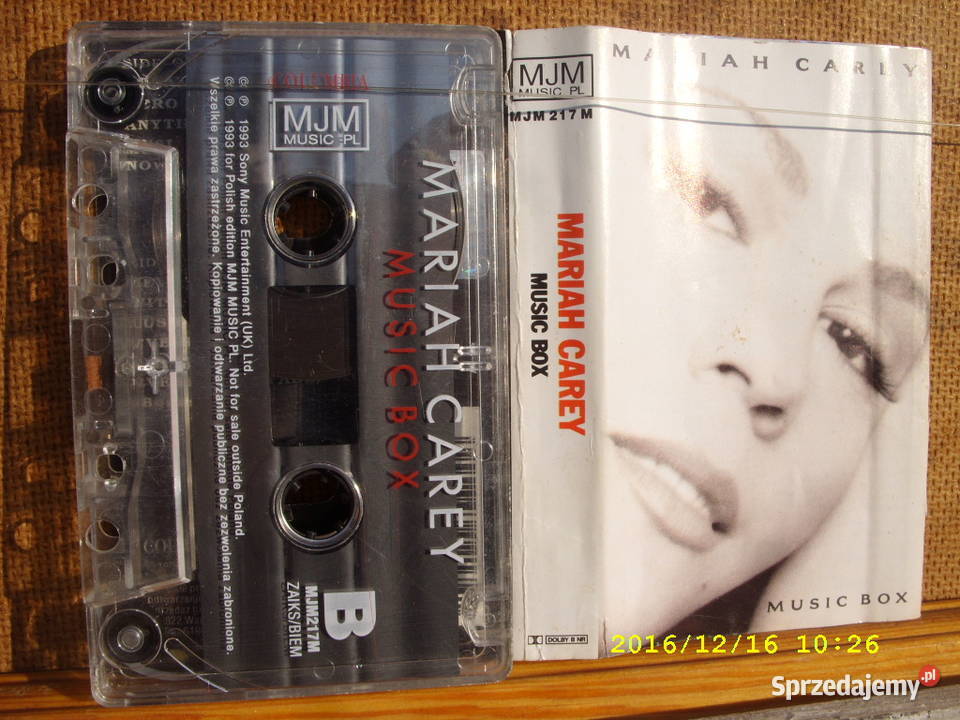 COLUMBIA
MJM
MUSIC PL
MARIAH CAREY
MUSIC BOX
© ℗ 1993 Sony Music Entertainment (UK) Ltd.
© ℗ 1993 for Polish edition MJM MUSIC PL. Not for sale outside Poland.
Wszelkie prawa zastrzeżone. Kopiowanie i odtwarzanie publiczne bez zezwolenia zabronione.
B
MJM217M
ZAIKS/BIEM
MJM
MUSIC PL
MJM 217 M
MARIAH CAREY
MUSIC BOX
DOLBY B NR
MARIAH CAREY
MUSIC BOX
2016/12/16 10:26
Sprzedajemy.pl